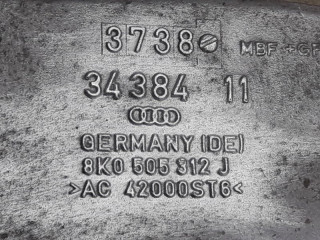 3738
MBF + GF
34384 11
GERMANY (DE)
8K0 505 312 J
>AC 42000ST6<